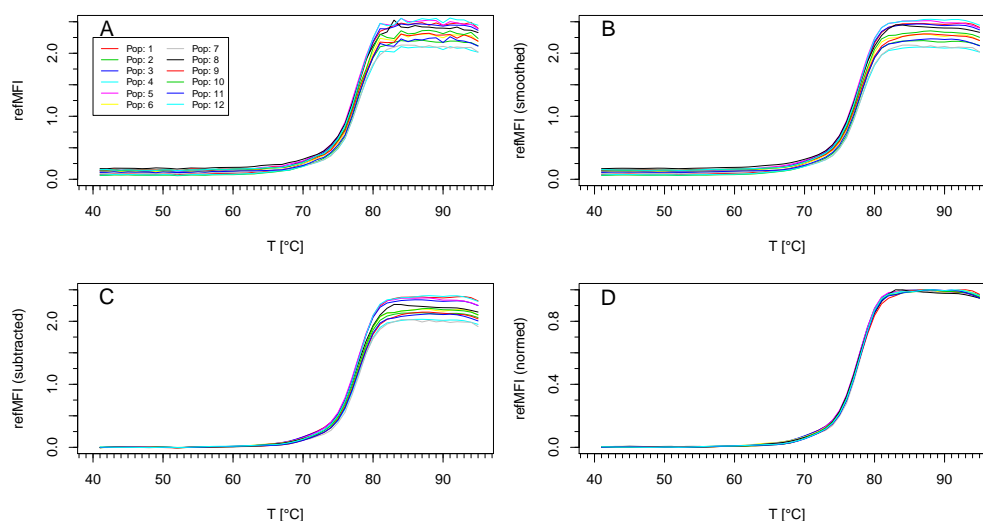 A
refMFI
0.0 1.0 2.0
Pop: 1 Pop: 7
Pop: 2 Pop: 8
Pop: 3 Pop: 9
Pop: 4 Pop: 10
Pop: 5 Pop: 11
Pop: 6 Pop: 12
40 50 60 70 80 90
T [°C]
B
refMFI (smoothed)
0.0 1.0 2.0
40 50 60 70 80 90
T [°C]
C
refMFI (subtracted)
0.0 1.0 2.0
40 50 60 70 80 90
T [°C]
D
refMFI (normed)
0.0 0.4 0.8
40 50 60 70 80 90
T [°C]